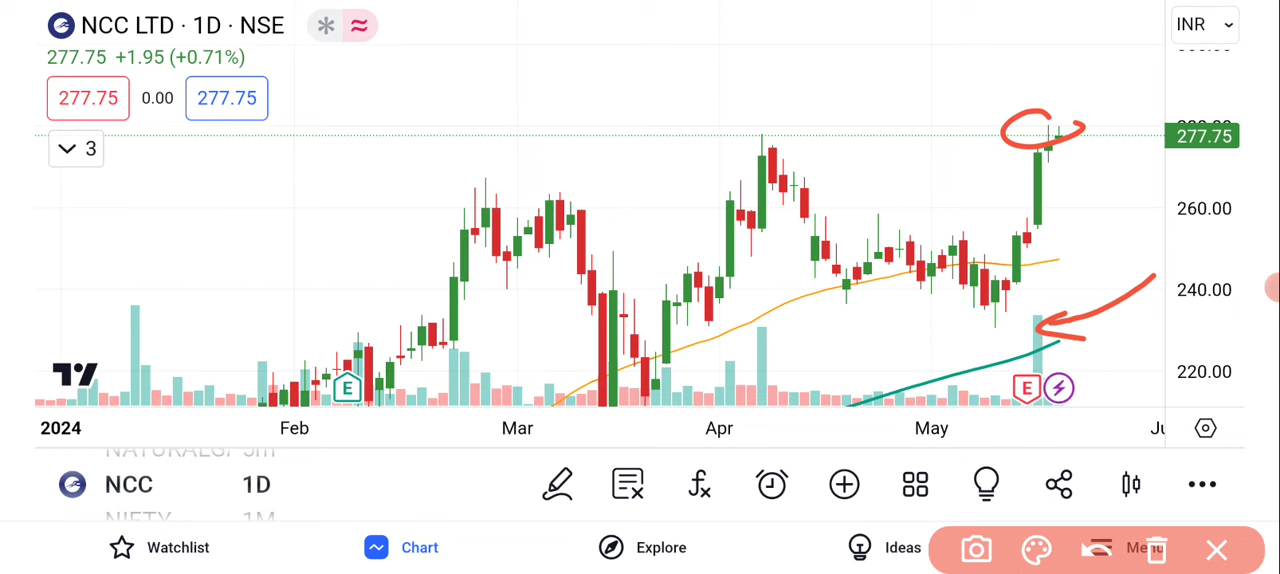 NCC LTD · 1D · NSE
INR
277.75 +1.95 (+0.71%)
277.75 0.00 277.75
3
277.75
260.00
240.00
220.00
E
E
2024 Feb Mar Apr May
NCC 1D
Watchlist Chart Explore Ideas Menu